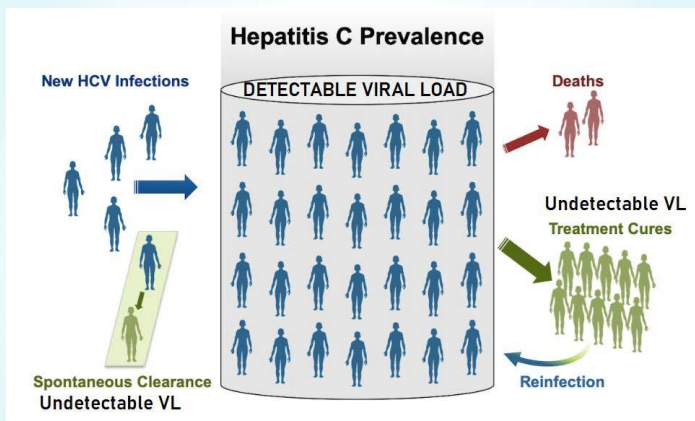 Hepatitis C Prevalence
New HCV Infections
DETECTABLE VIRAL LOAD
Deaths
Undetectable VL
Treatment Cures
Spontaneous Clearance
Undetectable VL
Reinfection